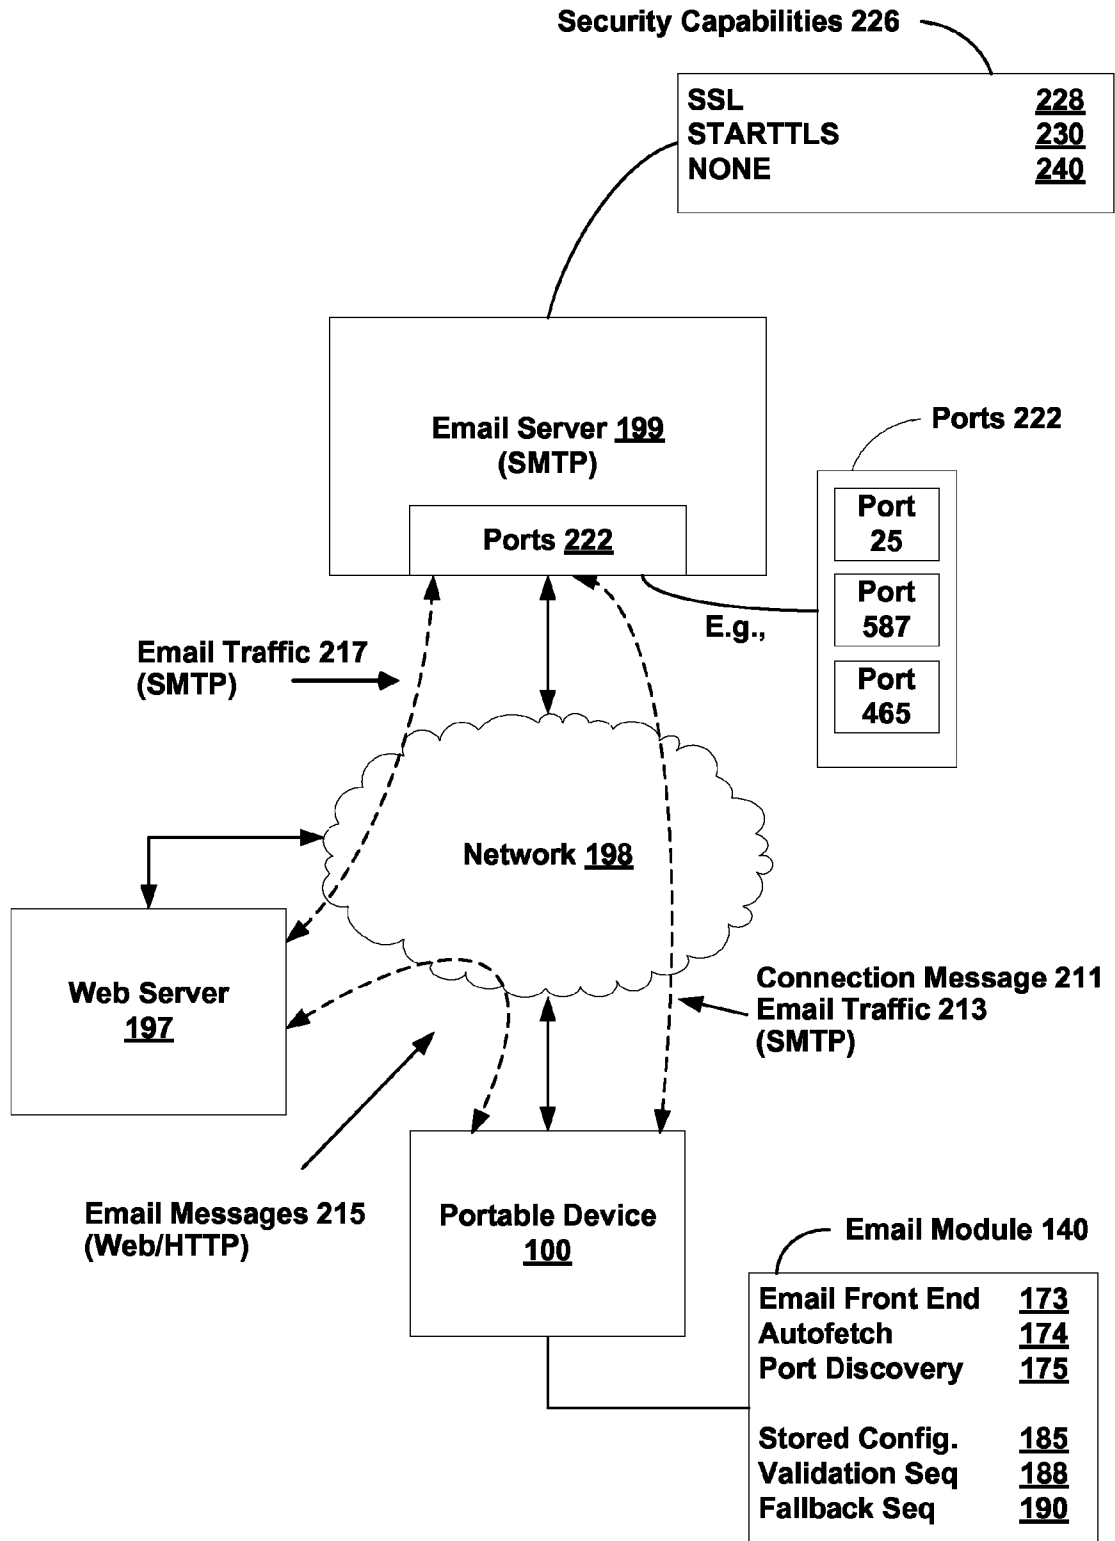 Security Capabilities 226
SSL 228
STARTTLS 230
NONE 240
Email Server 199
(SMTP)
Ports 222
Ports 222
Port
25
Port
587
Port
465
E.g.,
Email Traffic 217
(SMTP)
Network 198
Web Server
197
Connection Message 211
Email Traffic 213
(SMTP)
Email Messages 215
(Web/HTTP)
Portable Device
100
Email Module 140
Email Front End 173
Autofetch 174
Port Discovery 175
Stored Config. 185
Validation Seq 188
Fallback Seq 190